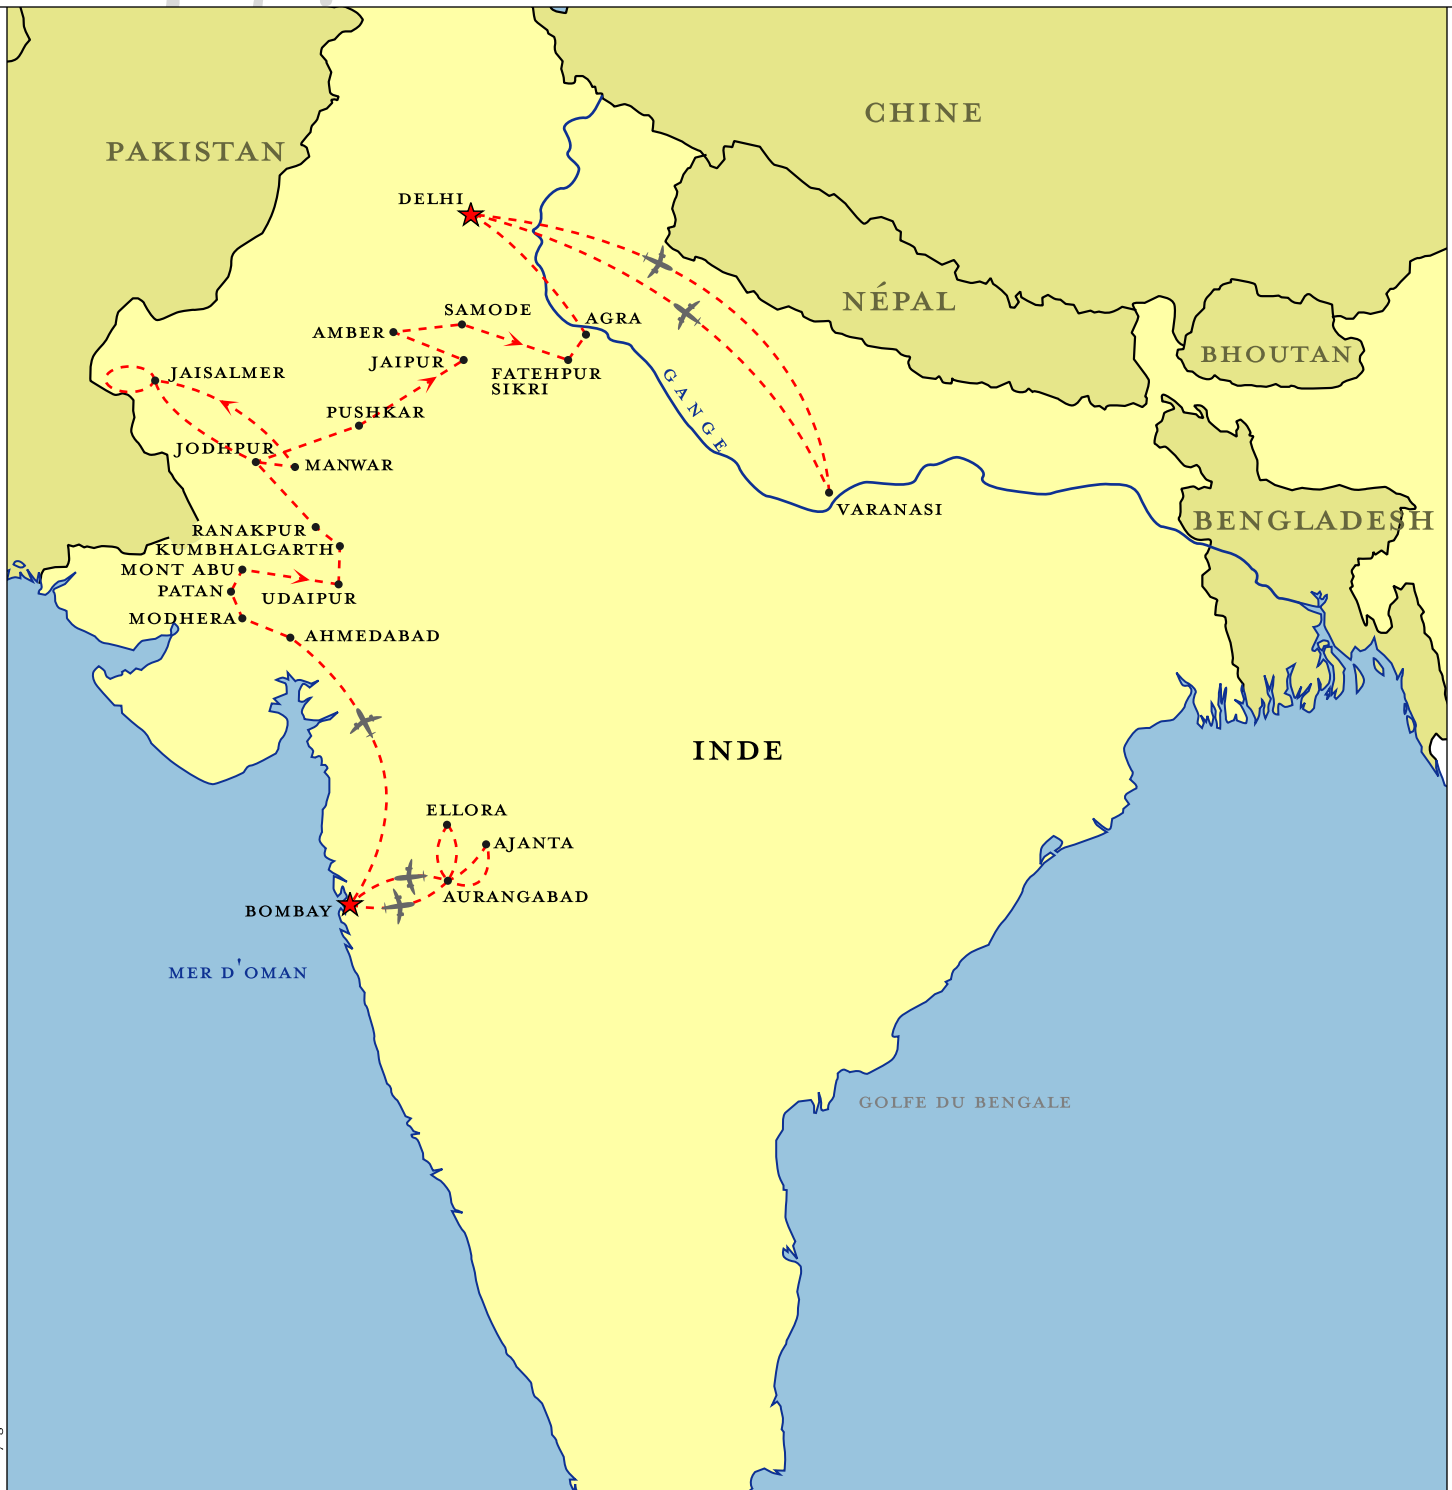 CHINE
PAKISTAN
DELHI
NÉPAL
SAMODE
AGRA
AMBER
BHOUTAN
JAIPUR
JAISALMER
FATEHPUR
SIKRI
GANGE
PUSHKAR
JODHPUR
MANWAR
VARANASI
BENGLADESH
RANAKPUR
KUMBHALGARTH
MONT ABU
PATAN
UDAIPUR
MODHERA
AHMEDABAD
INDE
ELLORA
AJANTA
AURANGABAD
BOMBAY
MER D'OMAN
GOLFE DU BENGALE